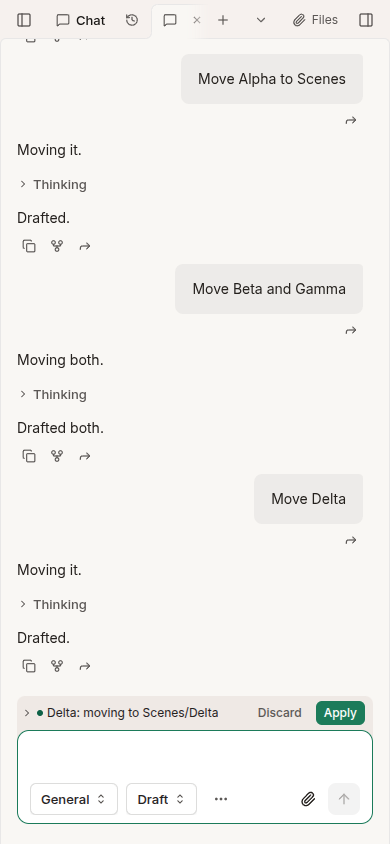 Chat
Files
Move Alpha to Scenes
Moving it.
Thinking
Drafted.
Move Beta and Gamma
Moving both.
Thinking
Drafted both.
Move Delta
Moving it.
Thinking
Drafted.
Delta: moving to Scenes/Delta Discard Apply
General Draft